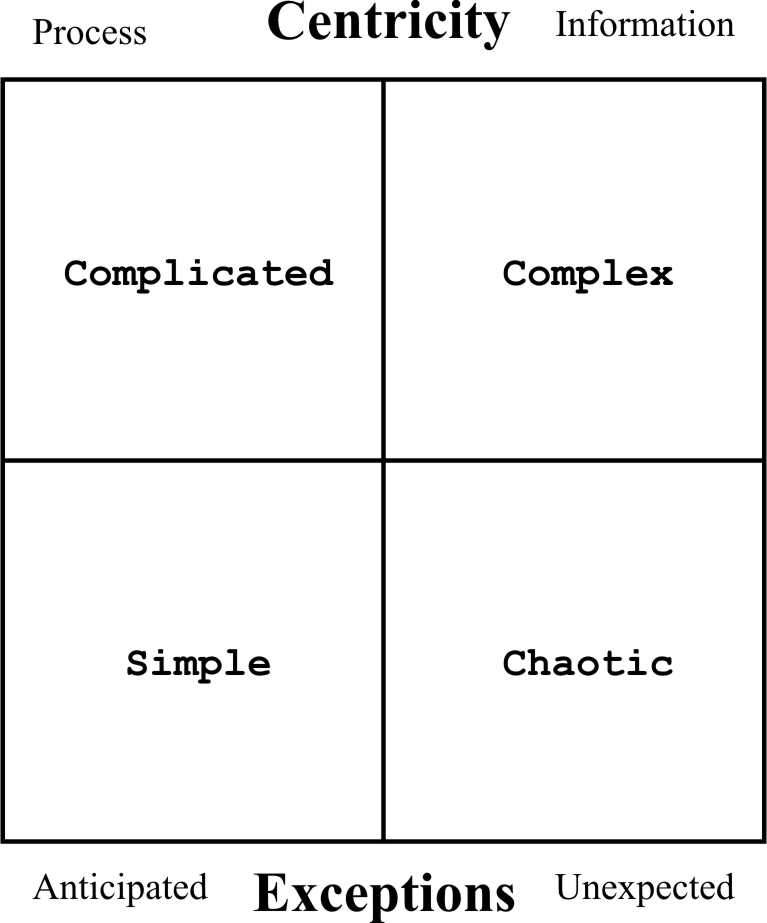 Process Centricity Information
Complicated Complex
Simple Chaotic
Anticipated Exceptions Unexpected